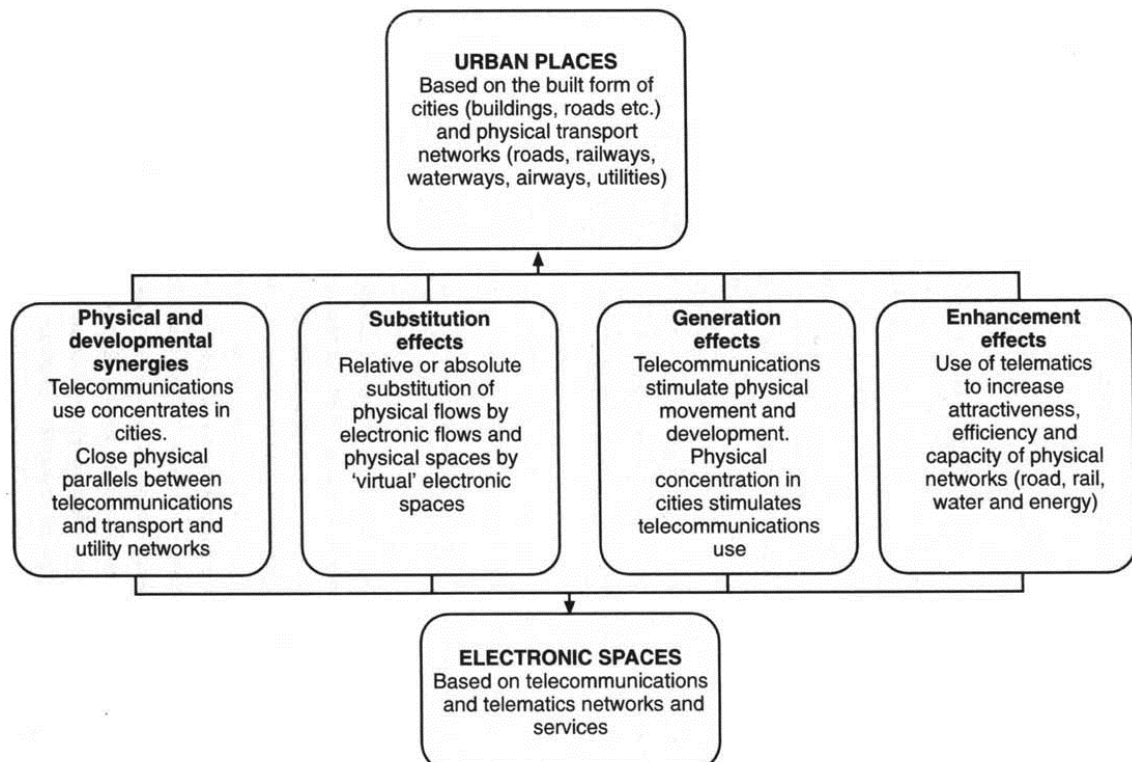 URBAN PLACES
Based on the built form of
cities (buildings, roads etc.)
and physical transport
networks (roads, railways,
waterways, airways, utilities)
Physical and
developmental
synergies
Telecommunications
use concentrates in
cities.
Close physical
parallels between
telecommunications
and transport and
utility networks
Substitution
effects
Relative or absolute
substitution of
physical flows by
electronic flows and
physical spaces by
‘virtual’ electronic
spaces
Generation
effects
Telecommunications
stimulate physical
movement and
development.
Physical
concentration in
cities stimulates
telecommunications
use
Enhancement
effects
Use of telematics
to increase
attractiveness,
efficiency and
capacity of physical
networks (road, rail,
water and energy)
ELECTRONIC SPACES
Based on telecommunications
and telematics networks and
services